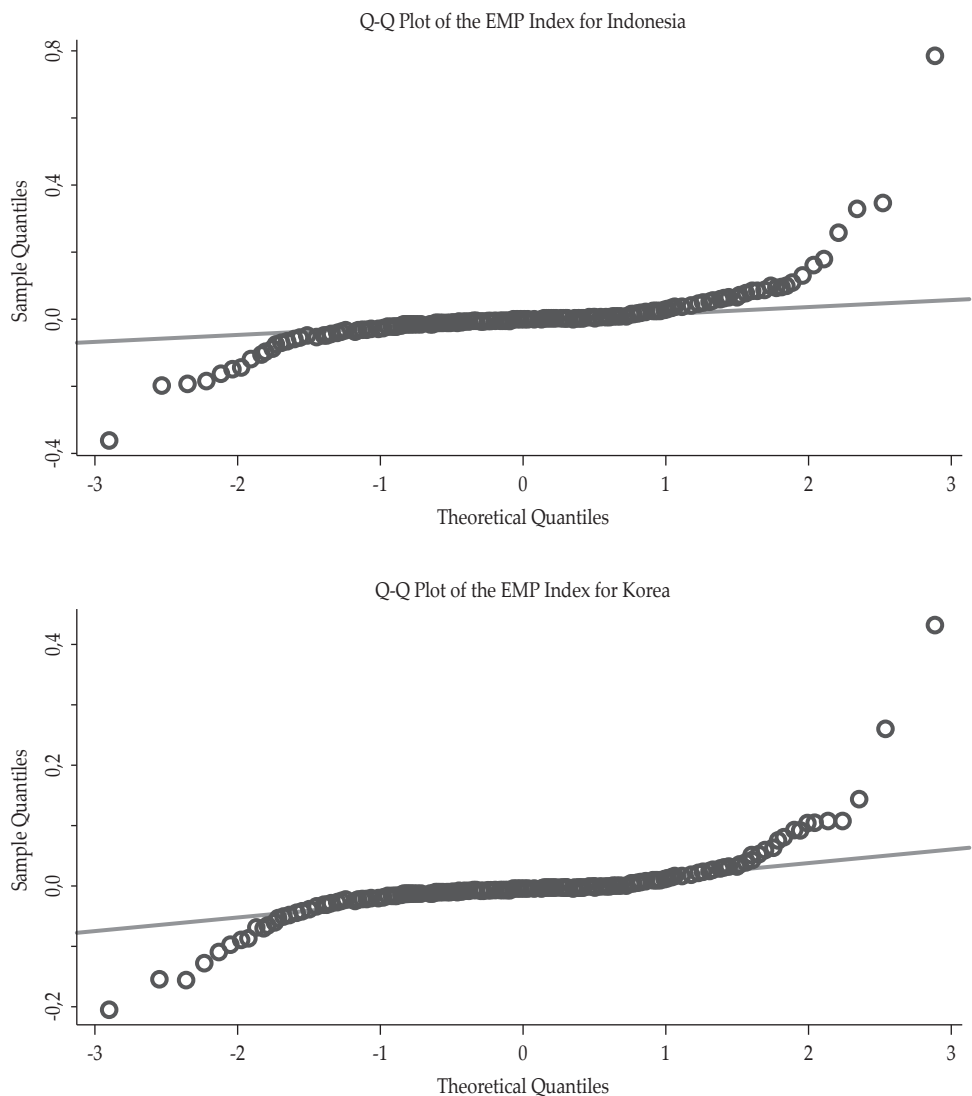 Q-Q Plot of the EMP Index for Indonesia
0,8
0,4
0,0
-0,4
Sample Quantiles
-3 -2 -1 0 1 2 3
Theoretical Quantiles
Q-Q Plot of the EMP Index for Korea
0,4
0,2
0,0
-0,2
Sample Quantiles
-3 -2 -1 0 1 2 3
Theoretical Quantiles